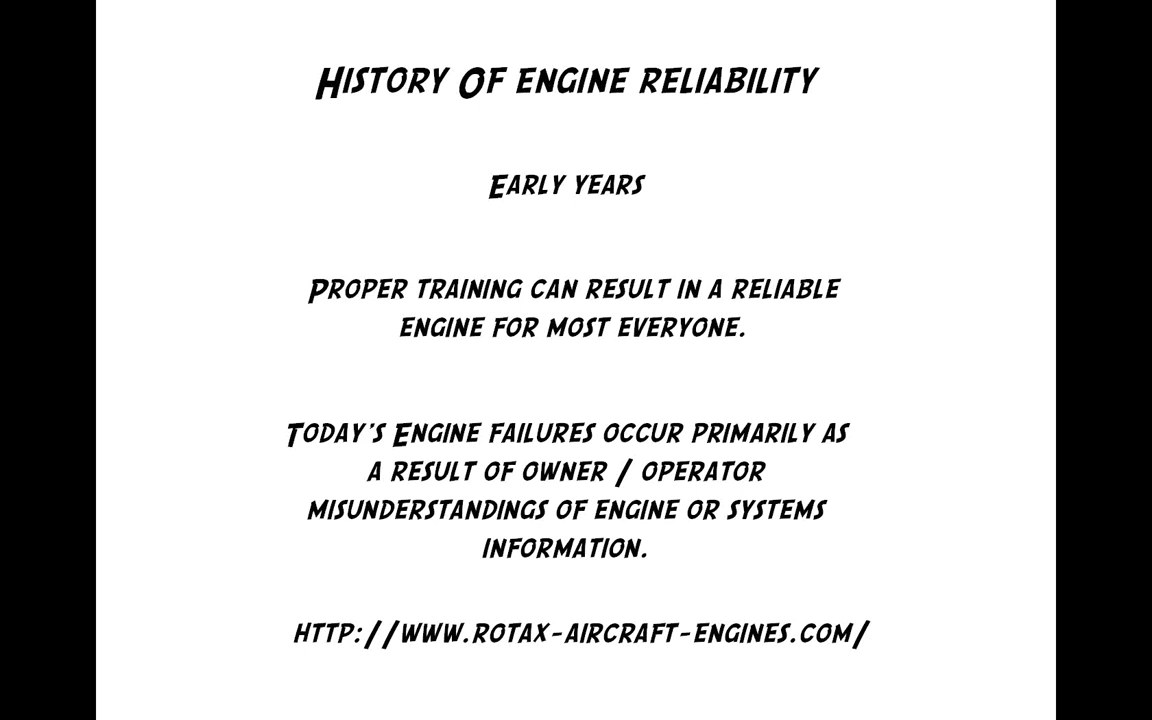 History Of engine reliability
Early years
Proper training can result in a reliable
engine for most everyone.
Today's Engine failures occur primarily as
a result of owner / operator
misunderstandings of engine or systems
information.
http://www.rotax-aircraft-engines.com/